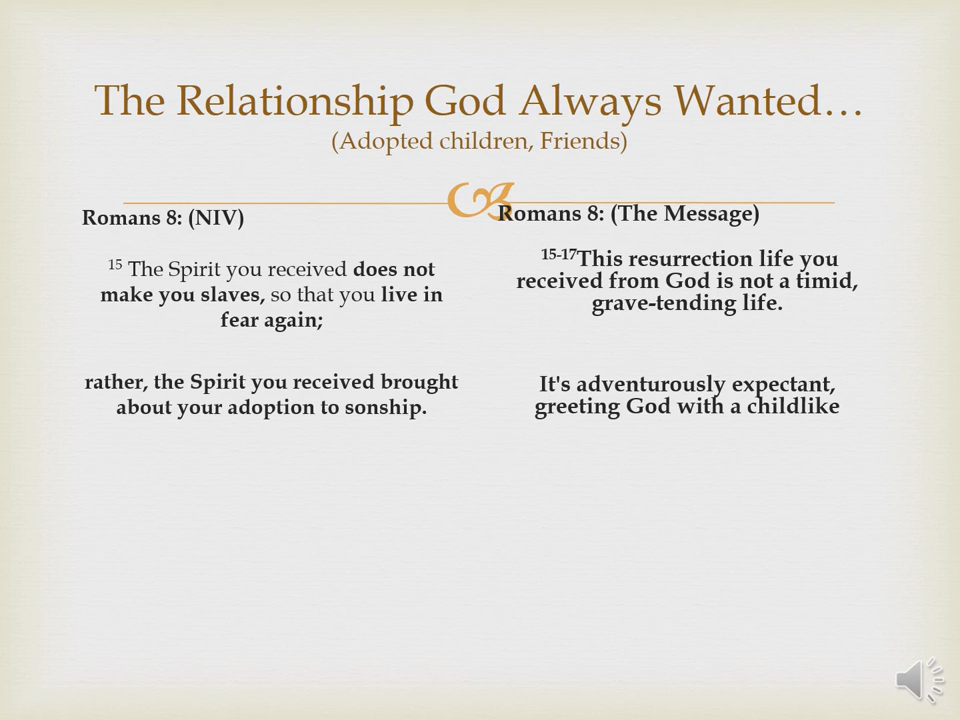 The Relationship God Always Wanted…
(Adopted children, Friends)
Romans 8: (NIV)
15 The Spirit you received does not
make you slaves, so that you live in
fear again;
rather, the Spirit you received brought
about your adoption to sonship.
Romans 8: (The Message)
15-17This resurrection life you
received from God is not a timid,
grave-tending life.
It's adventurously expectant,
greeting God with a childlike